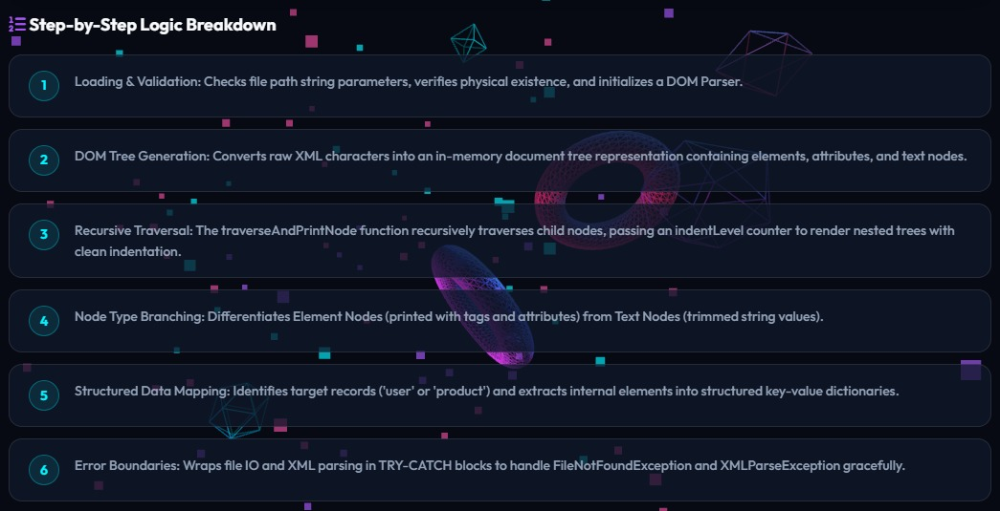 Step-by-Step Logic Breakdown
1
Loading & Validation: Checks file path string parameters, verifies physical existence, and initializes a DOM Parser.
2
DOM Tree Generation: Converts raw XML characters into an in-memory document tree representation containing elements, attributes, and text nodes.
3
Recursive Traversal: The traverseAndPrintNode function recursively traverses child nodes, passing an indentLevel counter to render nested trees with
clean indentation.
4
Node Type Branching: Differentiates Element Nodes (printed with tags and attributes) from Text Nodes (trimmed string values).
5
Structured Data Mapping: Identifies target records ('user' or 'product') and extracts internal elements into structured key-value dictionaries.
6
Error Boundaries: Wraps file IO and XML parsing in TRY-CATCH blocks to handle FileNotFoundException and XMLParseException gracefully.